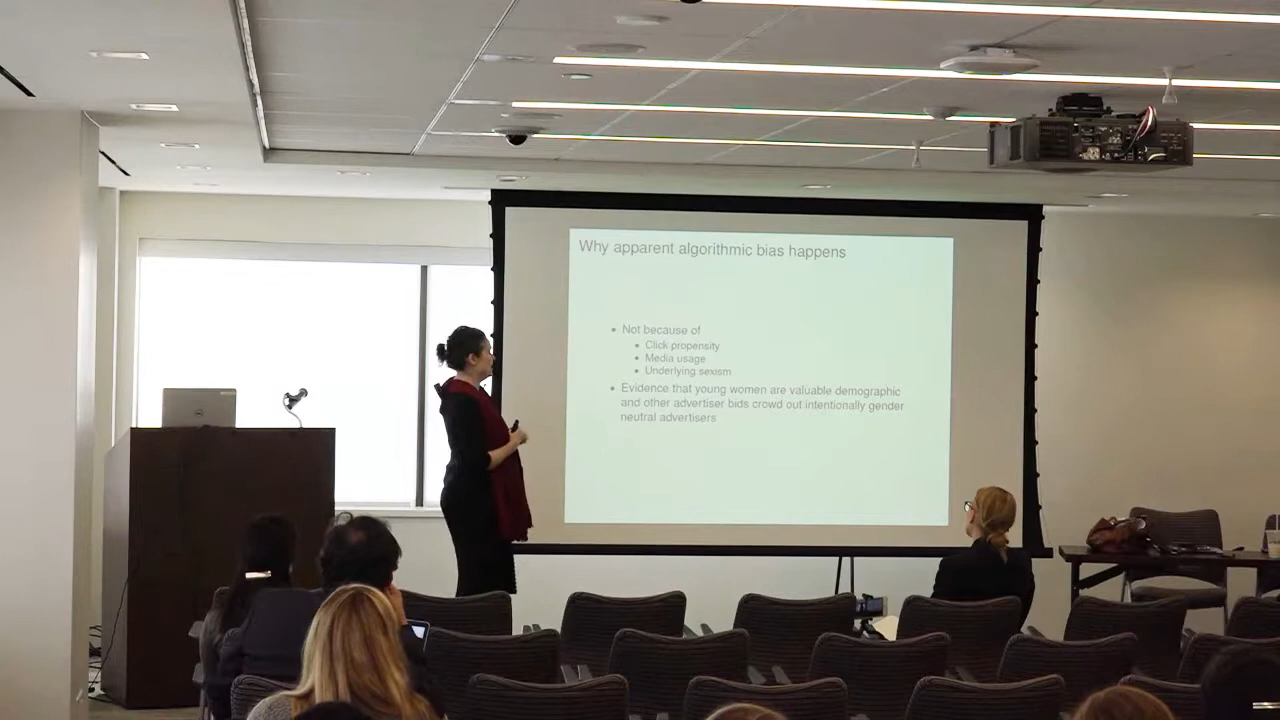 Why apparent algorithmic bias happens
• Not because of
• Click propensity
• Media usage
• Underlying sexism
• Evidence that young women are valuable demographic
and other advertiser bids crowd out intentionally gender
neutral advertisers